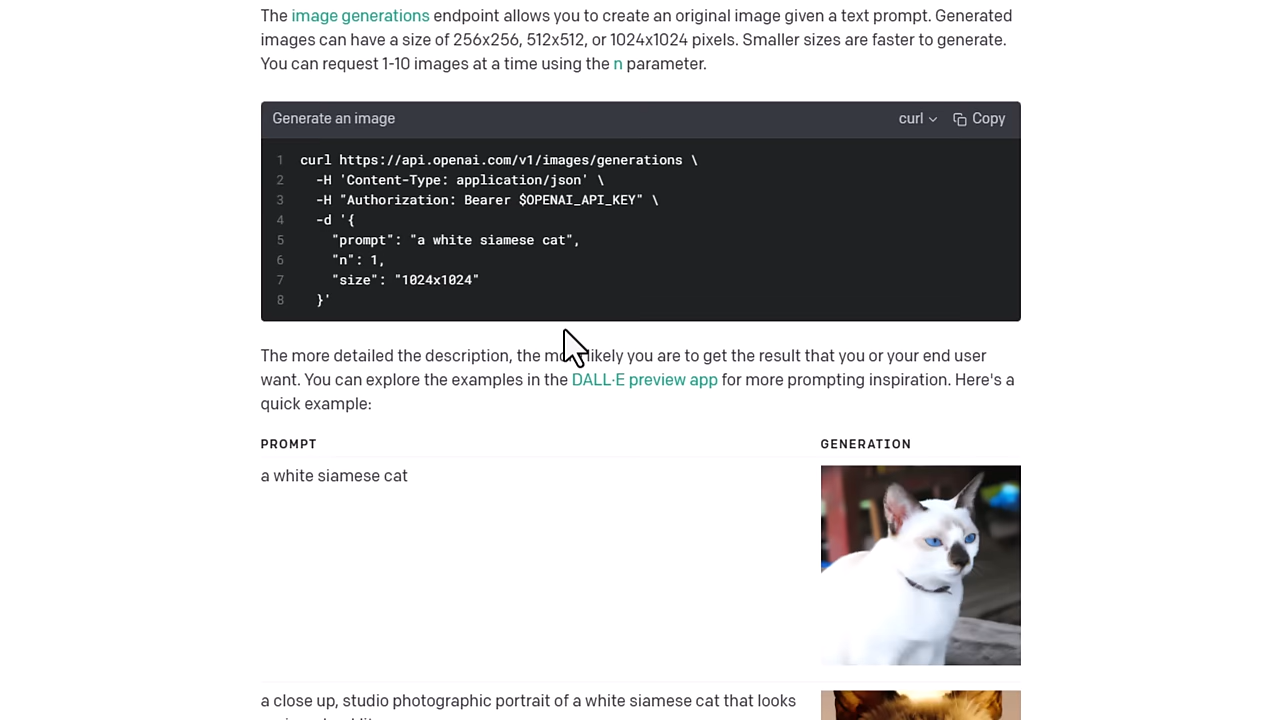 The image generations endpoint allows you to create an original image given a text prompt. Generated
images can have a size of 256x256, 512x512, or 1024x1024 pixels. Smaller sizes are faster to generate.
You can request 1-10 images at a time using the n parameter.
Generate an image curl Copy
1 curl https://api.openai.com/v1/images/generations \
2 -H 'Content-Type: application/json' \
3 -H "Authorization: Bearer $OPENAI_API_KEY" \
4 -d '{
5 "prompt": "a white siamese cat",
6 "n": 1,
7 "size": "1024x1024"
8 }'
The more detailed the description, the more likely you are to get the result that you or your end user
want. You can explore the examples in the DALL·E preview app for more prompting inspiration. Here's a
quick example:
PROMPT GENERATION
a white siamese cat
a close up, studio photographic portrait of a white siamese cat that looks